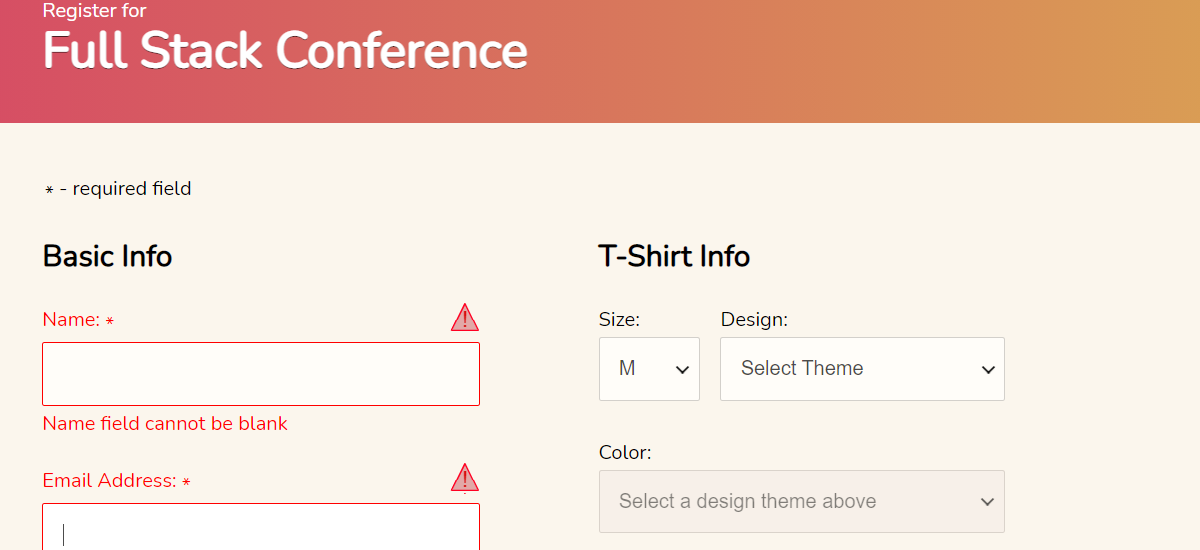 Register for
Full Stack Conference
* - required field
Basic Info
Name: *
Name field cannot be blank
Email Address: *
T-Shirt Info
Size:
Design:
M
Select Theme
Color:
Select a design theme above